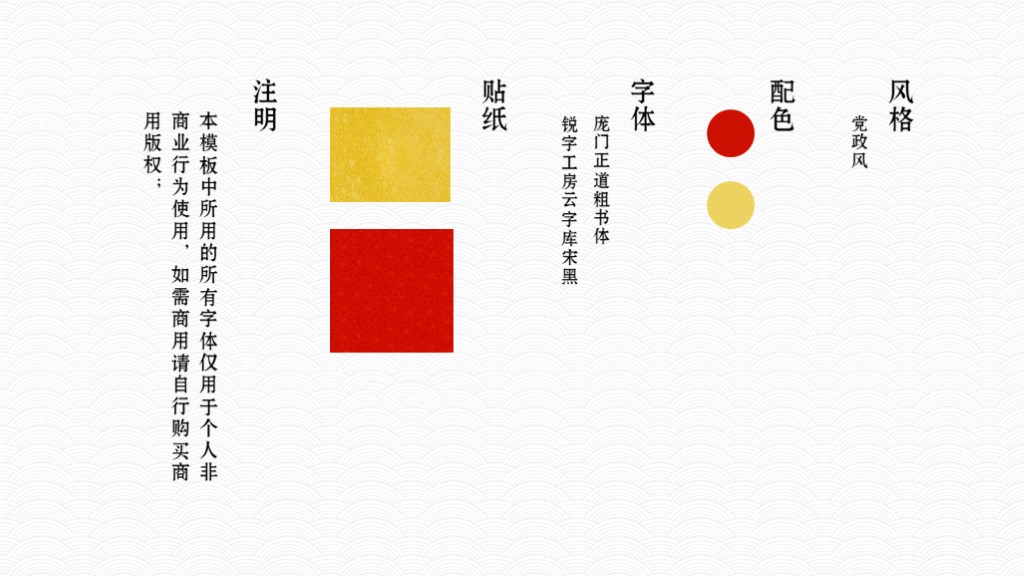 风格
党政风
配色
字体
庞门正道粗书体
锐字工房云字库宋黑
贴纸
注明
本模板中所用的所有字体仅用于个人非
商业行为使用，如需商用请自行购买商
用版权；